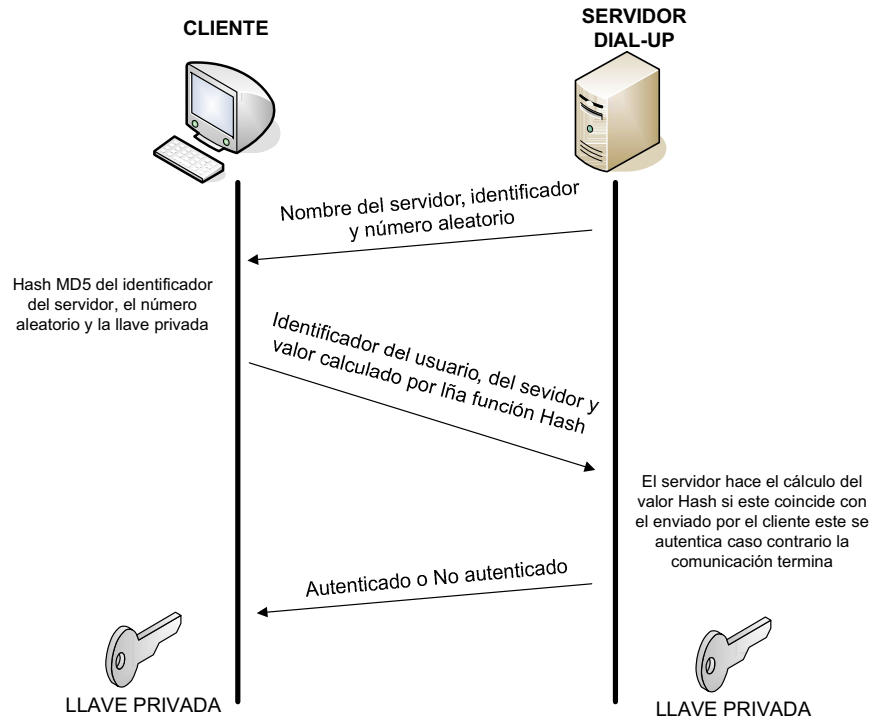 CLIENTE
SERVIDOR
DIAL-UP
Nombre del servidor, identificador
y número aleatorio
Hash MD5 del identificador
del servidor, el número
aleatorio y la llave privada
Identificador del usuario, del sevidor y
valor calculado por lña función Hash
El servidor hace el cálculo del
valor Hash si este coincide con
el enviado por el cliente este se
autentica caso contrario la
comunicación termina
Autenticado o No autenticado
LLAVE PRIVADA
LLAVE PRIVADA